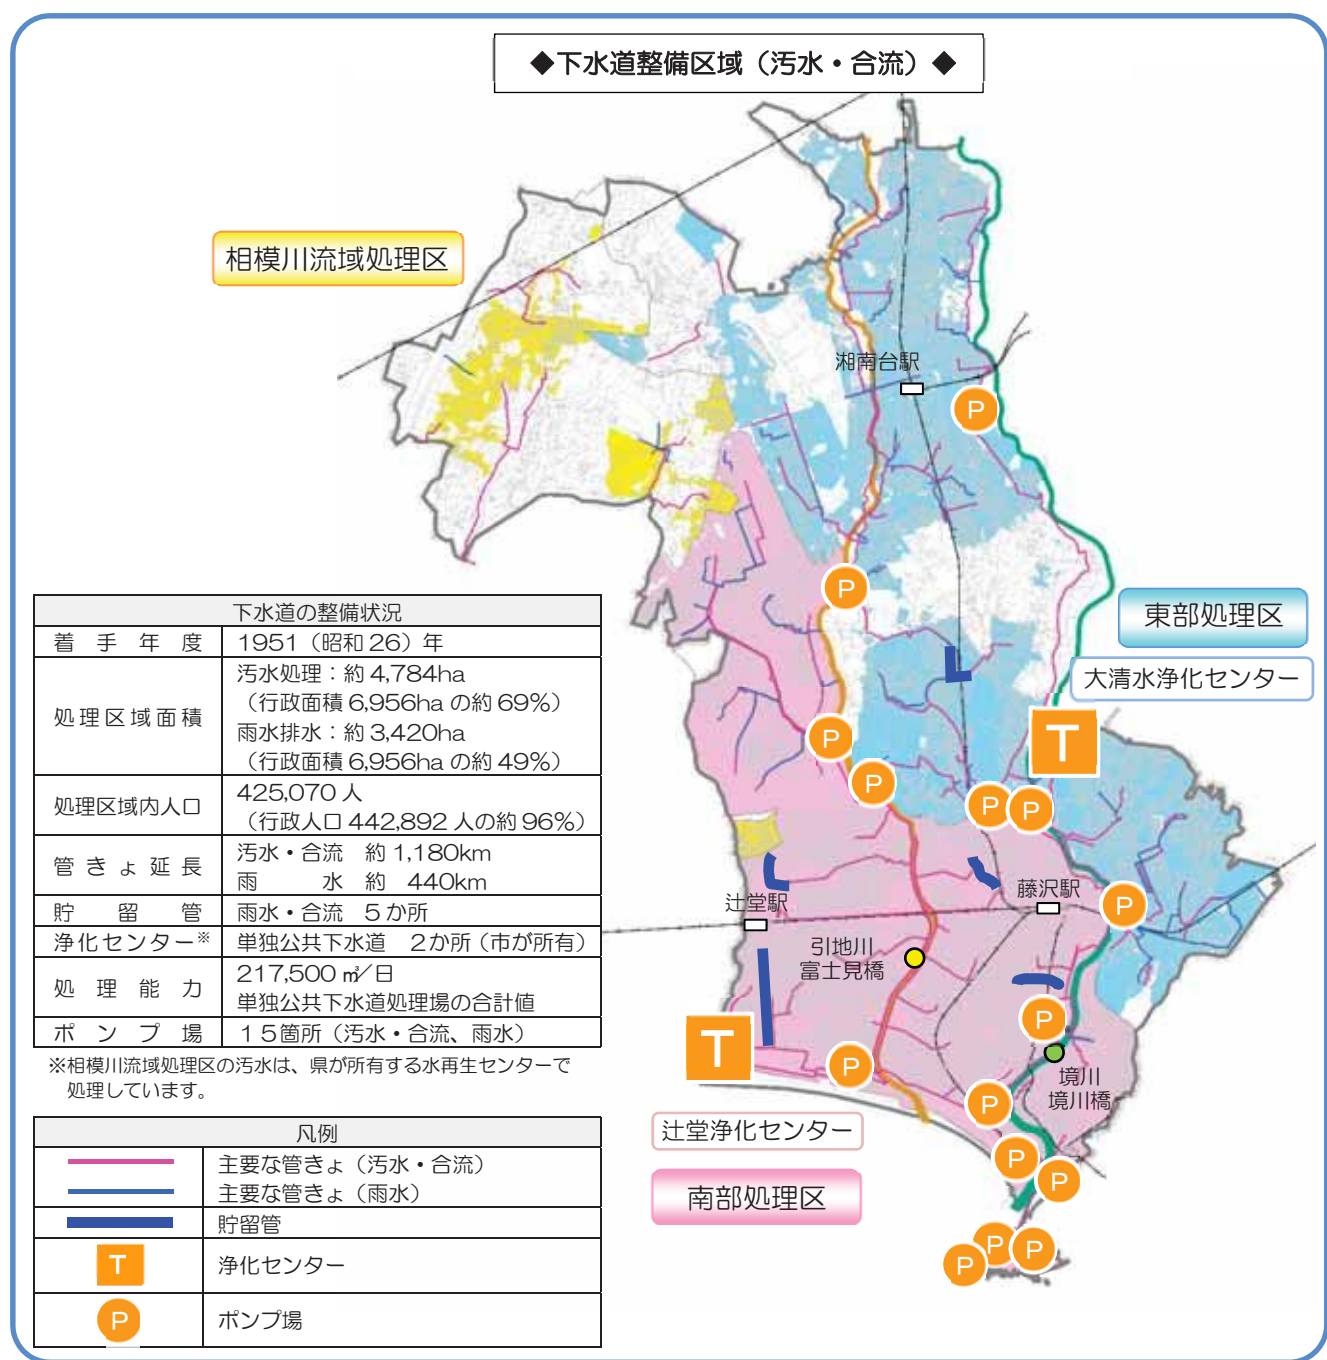 ◆下水道整備区域（汚水・合流）◆
相模川流域処理区
湘南台駅
P
P
東部処理区
大清水浄化センター
T
P
P
P
P
藤沢駅
P
辻堂駅
引地川
富士見橋
P
T
P
境川
境川橋
P
辻堂浄化センター
P
P
南部処理区
P
P
P
下水道の整備状況
着手年度 1951（昭和26）年
処理区域面積 汚水処理：約4,784ha
（行政面積6,956haの約69%）
雨水排水：約3,420ha
（行政面積6,956haの約49%）
処理区域内人口 425,070人
（行政人口442,892人の約96%）
管きょ延長 汚水・合流　約1,180km
雨　　　水　約　440km
貯留管 雨水・合流　5か所
浄化センター※ 単独公共下水道　2か所（市が所有）
処理能力 217,500㎥／日
単独公共下水道処理場の合計値
ポンプ場 15箇所（汚水・合流、雨水）
※相模川流域処理区の汚水は、県が所有する水再生センターで
処理しています。
凡例
主要な管きょ（汚水・合流）
主要な管きょ（雨水）
貯留管
T 浄化センター
P ポンプ場